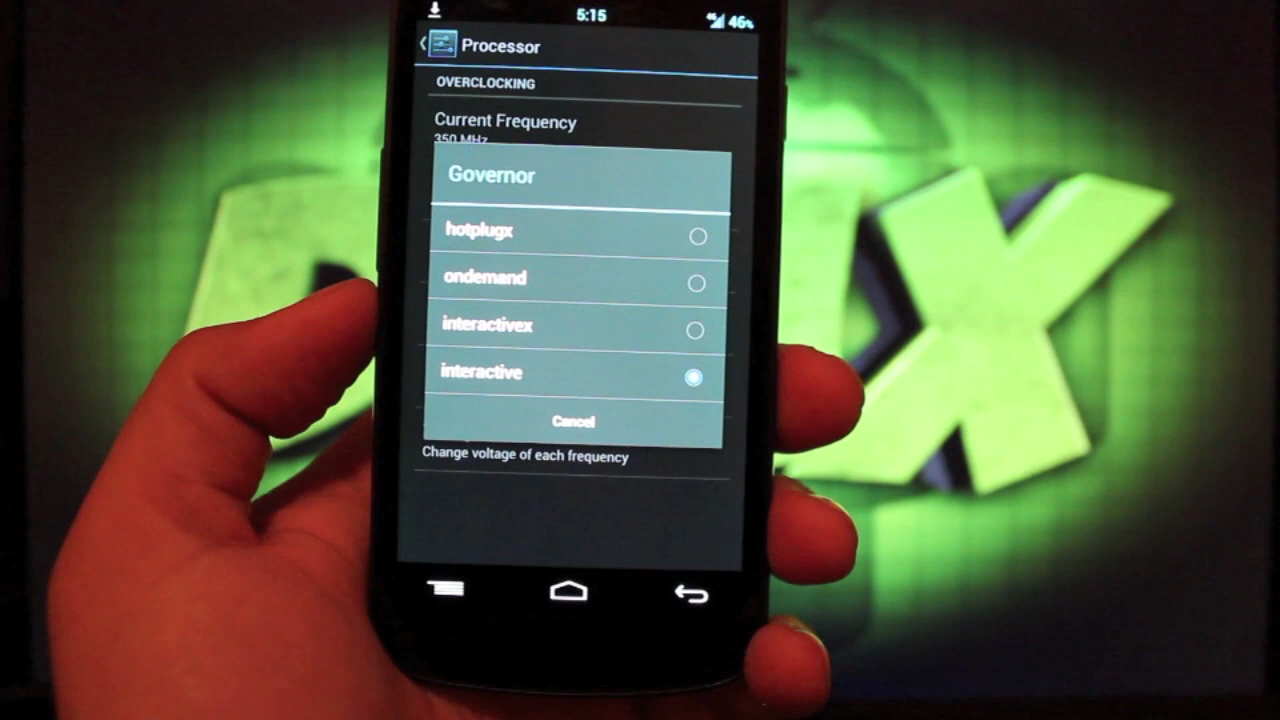 5:15
4G 46%
Processor
OVERCLOCKING
Current Frequency
350 MHz
Governor
hotplugx
ondemand
interactivex
interactive
Cancel
Change voltage of each frequency
X